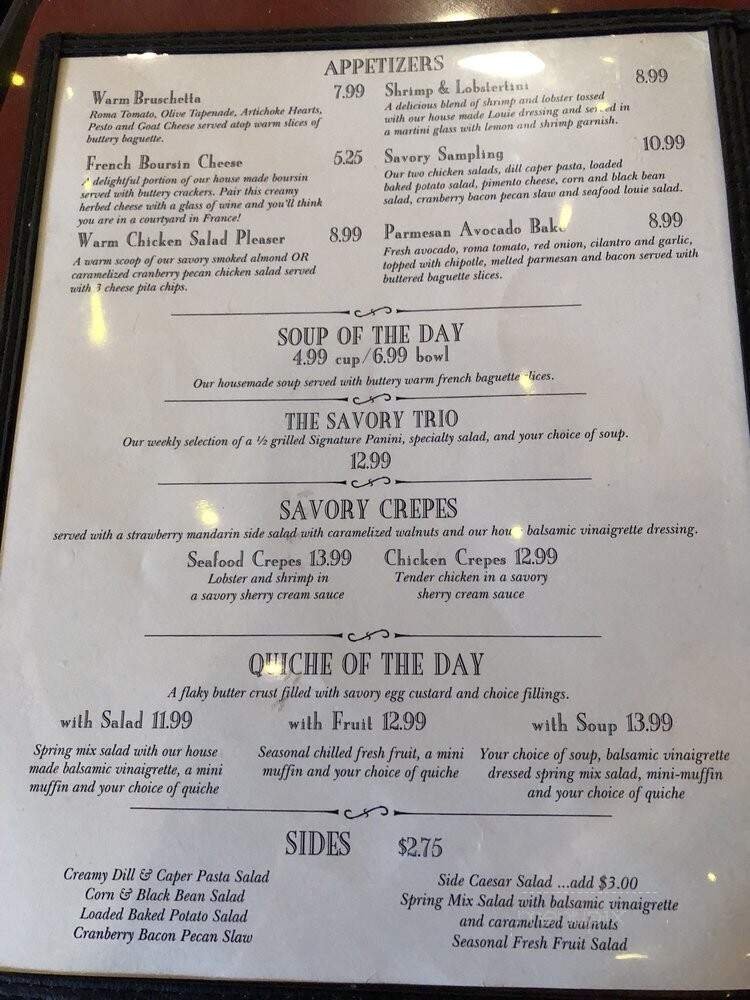 APPETIZERS
Warm Bruschetta 7.99
Roma Tomato, Olive Tapenade, Artichoke Hearts,
Pesto and Goat Cheese served atop warm slices of
buttery baguette.
French Boursin Cheese 5.25
A delightful portion of our house made boursin
served with buttery crackers. Pair this creamy
herbed cheese with a glass of wine and you'll think
you are in a courtyard in France!
Warm Chicken Salad Pleaser 8.99
A warm scoop of our savory smoked almond OR
caramelized cranberry pecan chicken salad served
with 3 cheese pita chips.
Shrimp & Lobstertini 8.99
A delicious blend of shrimp and lobster tossed
with our house made Louie dressing and served in
a martini glass with lemon and shrimp garnish.
Savory Sampling 10.99
Our two chicken salads, dill caper pasta, loaded
baked potato salad, pimento cheese, corn and black bean
salad, cranberry bacon pecan slaw and seafood louie salad.
Parmesan Avocado Bake 8.99
Fresh avocado, roma tomato, red onion, cilantro and garlic,
topped with chipotle, melted parmesan and bacon served with
buttered baguette slices.
SOUP OF THE DAY
4.99 cup/6.99 bowl
Our housemade soup served with buttery warm french baguette slices.
THE SAVORY TRIO
Our weekly selection of a ½ grilled Signature Panini, specialty salad, and your choice of soup.
12.99
SAVORY CREPES
served with a strawberry mandarin side salad with caramelized walnuts and our house balsamic vinaigrette dressing.
Seafood Crepes 13.99
Lobster and shrimp in
a savory sherry cream sauce
Chicken Crepes 12.99
Tender chicken in a savory
sherry cream sauce
QUICHE OF THE DAY
A flaky butter crust filled with savory egg custard and choice fillings.
with Salad 11.99
Spring mix salad with our house
made balsamic vinaigrette, a mini
muffin and your choice of quiche
with Fruit 12.99
Seasonal chilled fresh fruit, a mini
muffin and your choice of quiche
with Soup 13.99
Your choice of soup, balsamic vinaigrette
dressed spring mix salad, mini-muffin
and your choice of quiche
SIDES $2.75
Creamy Dill & Caper Pasta Salad
Corn & Black Bean Salad
Loaded Baked Potato Salad
Cranberry Bacon Pecan Slaw
Side Caesar Salad ...add $3.00
Spring Mix Salad with balsamic vinaigrette
and caramelized walnuts
Seasonal Fresh Fruit Salad